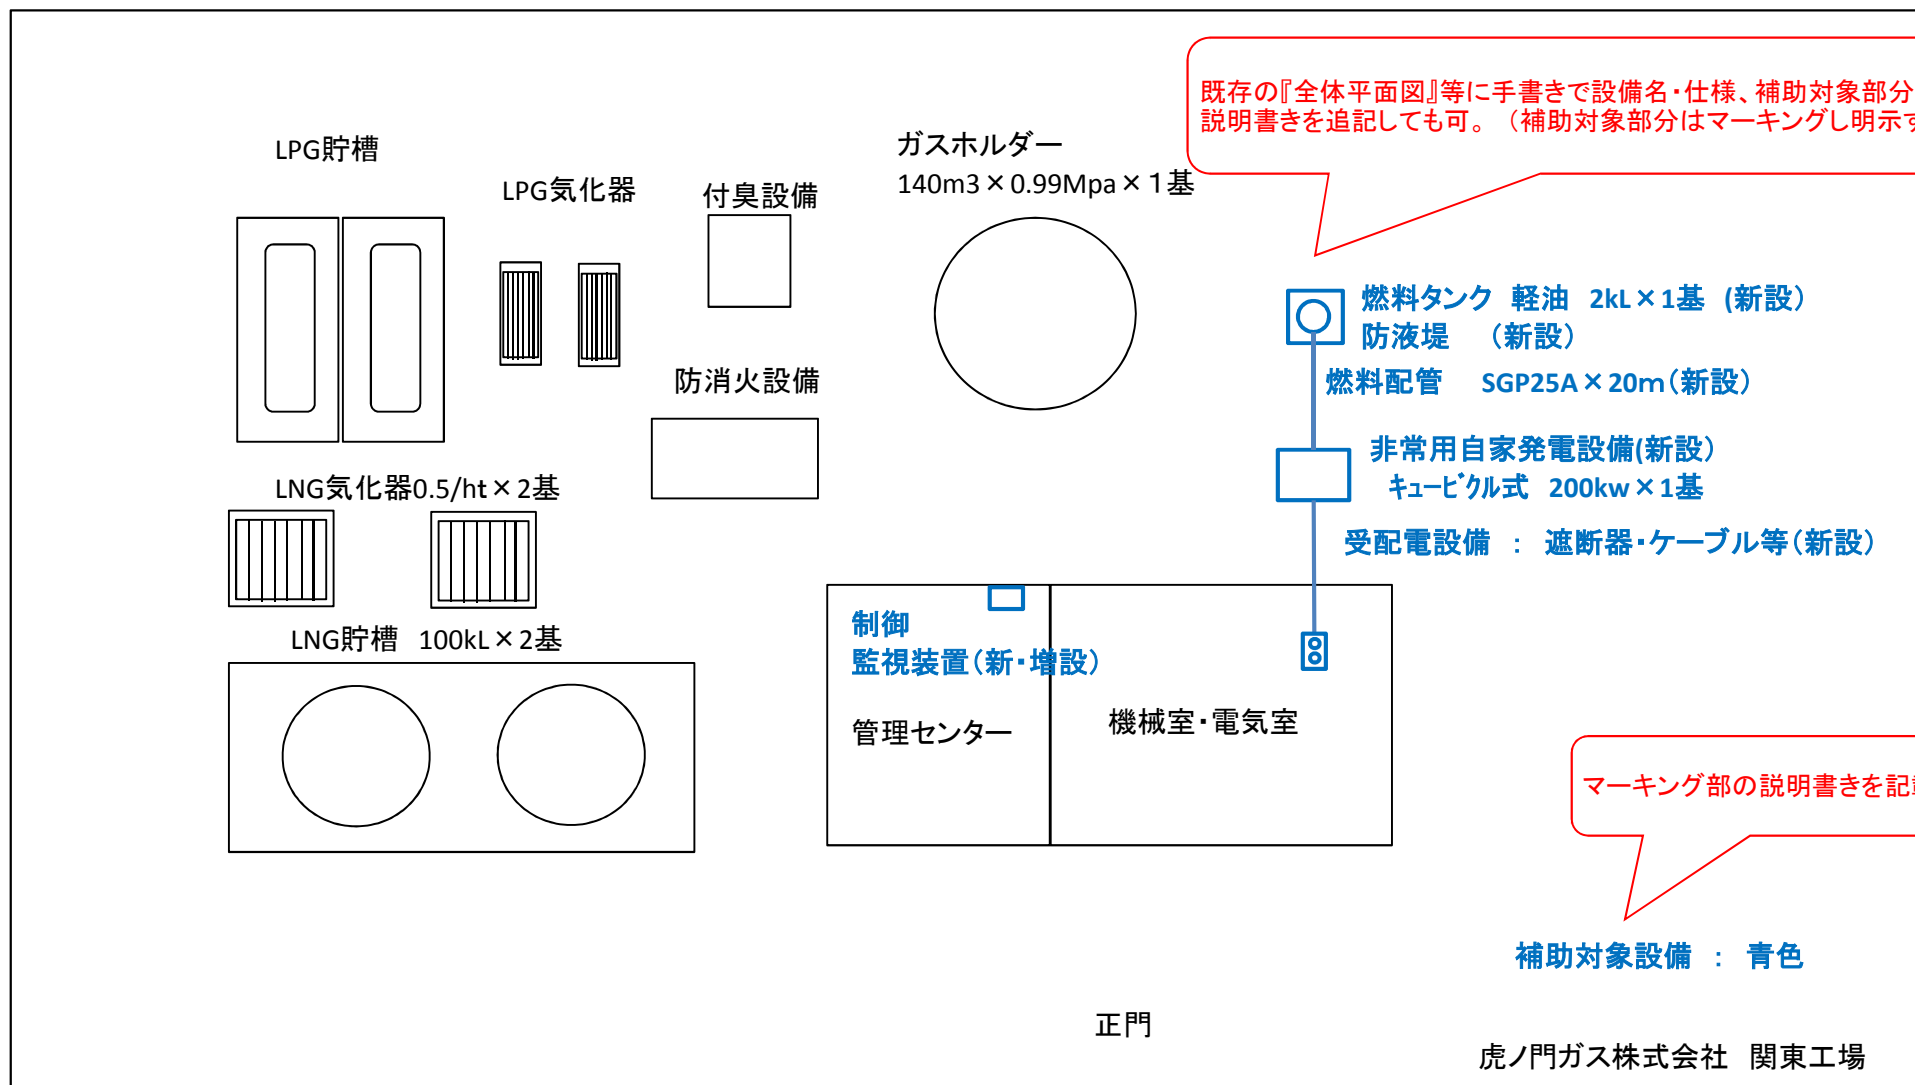 既存の『全体平面図』等に手書きで設備名・仕様、補助対象部分
説明書きを追記しても可。（補助対象部分はマーキングし明示
LPG貯槽
LPG気化器
付臭設備
ガスホルダー
140m3×0.99Mpa×１基
燃料タンク　軽油　2kL×1基　(新設）
防液堤　（新設）
燃料配管　SGP25A×20m（新設）
防消火設備
非常用自家発電設備(新設）
キュービクル式　200kw×1基
LNG気化器0.5/ht×2基
受配電設備　：　遮断器・ケーブル等（新設）
制御
監視装置（新・増設）
LNG貯槽　100kL×2基
管理センター
機械室・電気室
マーキング部の説明書きを記
補助対象設備　：　青色
正門
虎ノ門ガス株式会社　関東工場